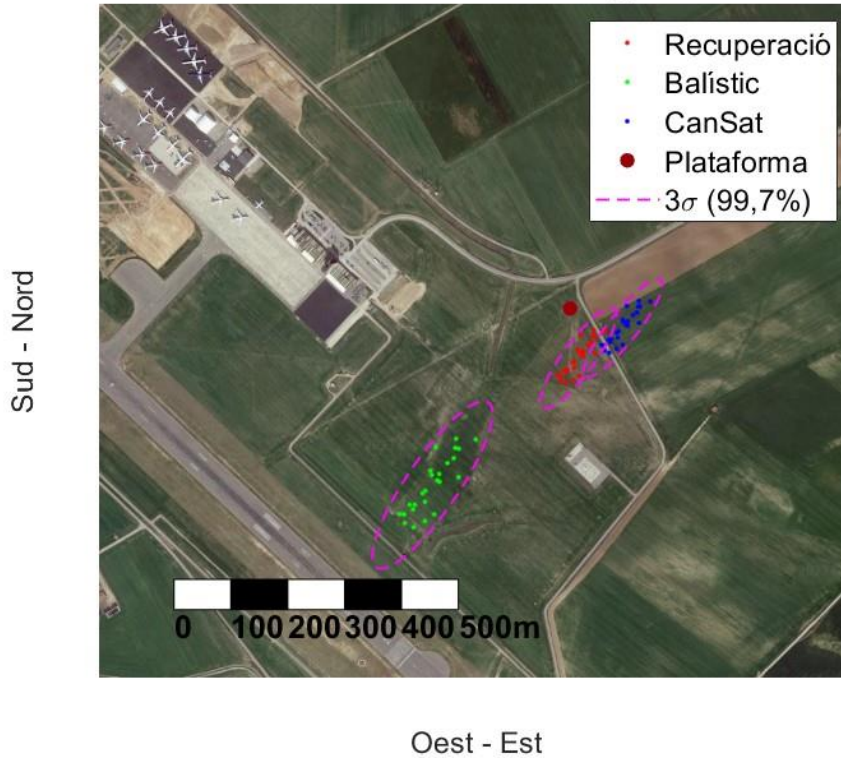 Recuperació
Balístic
CanSat
Plataforma
3σ (99,7%)
Sud - Nord
0 100 200 300 400 500m
Oest - Est